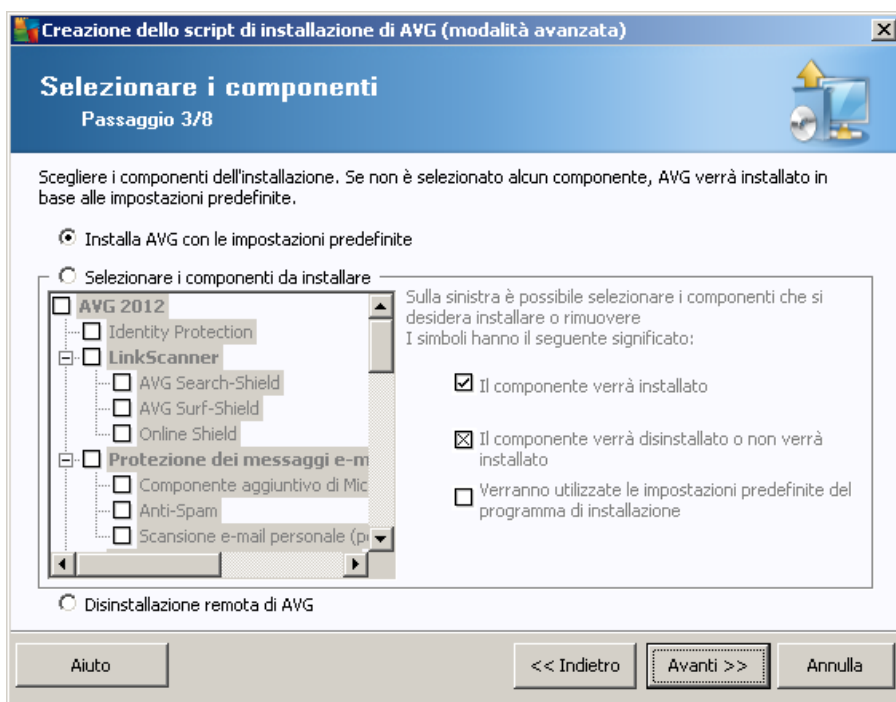 Creazione dello script di installazione di AVG (modalità avanzata)
Selezionare i componenti
Passaggio 3/8
Scegliere i componenti dell'installazione. Se non è selezionato alcun componente, AVG verrà installato in
base alle impostazioni predefinite.
Installa AVG con le impostazioni predefinite
Selezionare i componenti da installare
AVG 2012
Identity Protection
LinkScanner
AVG Search-Shield
AVG Surf-Shield
Online Shield
Protezione dei messaggi e-m
Componente aggiuntivo di Mic
Anti-Spam
Scansione e-mail personale (p
Sulla sinistra è possibile selezionare i componenti che si
desidera installare o rimuovere
I simboli hanno il seguente significato:
Il componente verrà installato
Il componente verrà disinstallato o non verrà
installato
Verranno utilizzate le impostazioni predefinite del
programma di installazione
Disinstallazione remota di AVG
Aiuto
<< Indietro
Avanti >>
Annulla